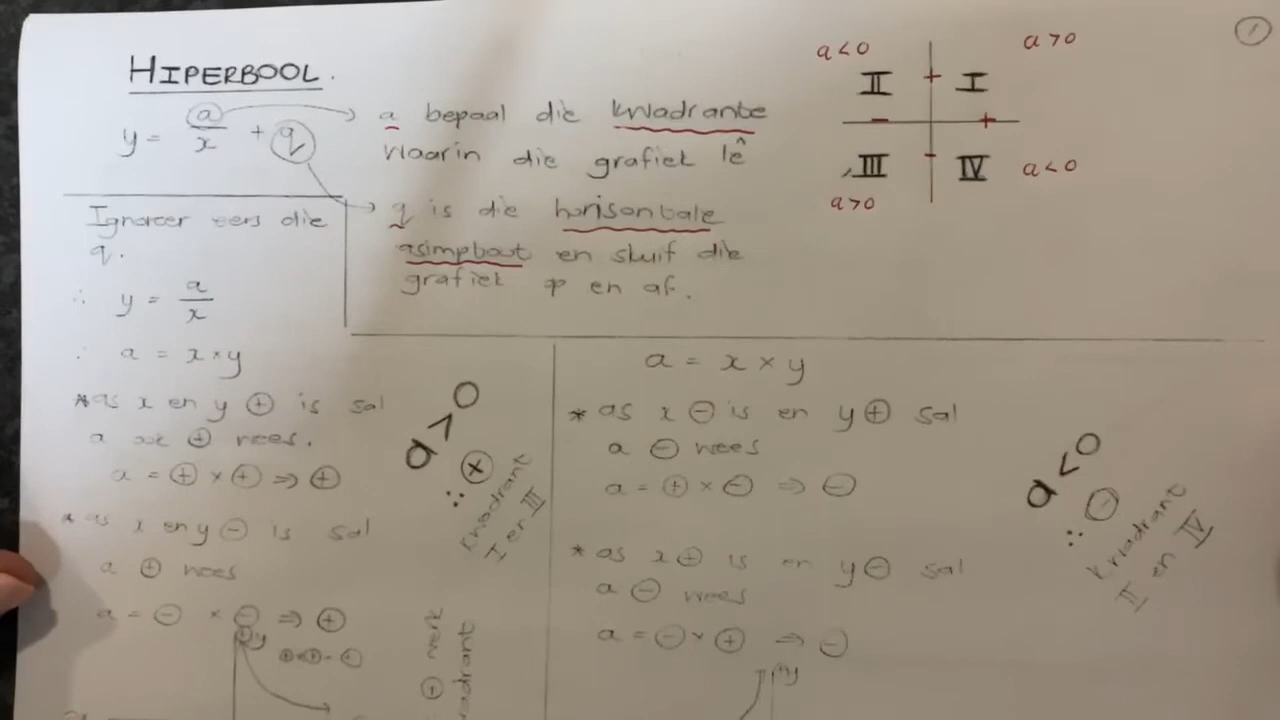 1
HIPERBOOL.
y = a/x + q
a bepaal die kwadrante
waarin die grafiek lê
q is die horisontale
asimptoot en skuif die
grafiek op en af.
a<0
a>0
II
+
I
-
+
III
-
IV
a<0
a>0
Ignoreer eers die
q.
∴ y = a/x
∴ a = x×y
*as x en y ⊕ is sal
a ook ⊕ wees.
a = ⊕ × ⊕ ⇒ ⊕
* as x en y ⊖ is sal
a ⊕ wees
a = ⊖ × ⊖ ⇒ ⊕
a > 0
∴ ⊕
Kwadrant
I en III
y
⊕ werk
a = x × y
* as x ⊖ is en y ⊕ sal
a ⊖ wees
a = ⊕ × ⊖ ⇒ ⊖
* as x ⊕ is en y ⊖ sal
a ⊖ wees
a = ⊖ × ⊕ ⇒ ⊖
a < 0
∴ ⊖
Kwadrant
II en IV
y